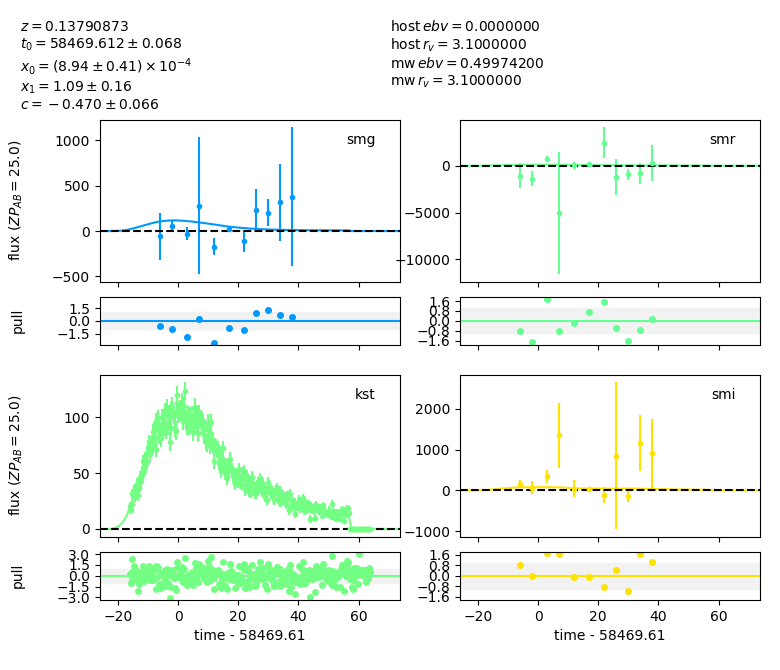 z = 0.13790873
t₀ = 58469.612 ± 0.068
x₀ = (8.94 ± 0.41) × 10⁻⁴
x₁ = 1.09 ± 0.16
c = −0.470 ± 0.066
host ebv = 0.0000000
host r_v = 3.1000000
mw ebv = 0.49974200
mw r_v = 3.1000000
smg
1000
500
0
−500
flux (ZP_AB = 25.0)
smr
0
−5000
−10000
pull
1.5
0.0
−1.5
1.6
0.8
0.0
−0.8
−1.6
kst
100
50
0
flux (ZP_AB = 25.0)
smi
2000
1000
0
−1000
pull
3.0
1.5
0.0
−1.5
−3.0
1.6
0.8
0.0
−0.8
−1.6
−20 0 20 40 60
time - 58469.61
−20 0 20 40 60
time - 58469.61